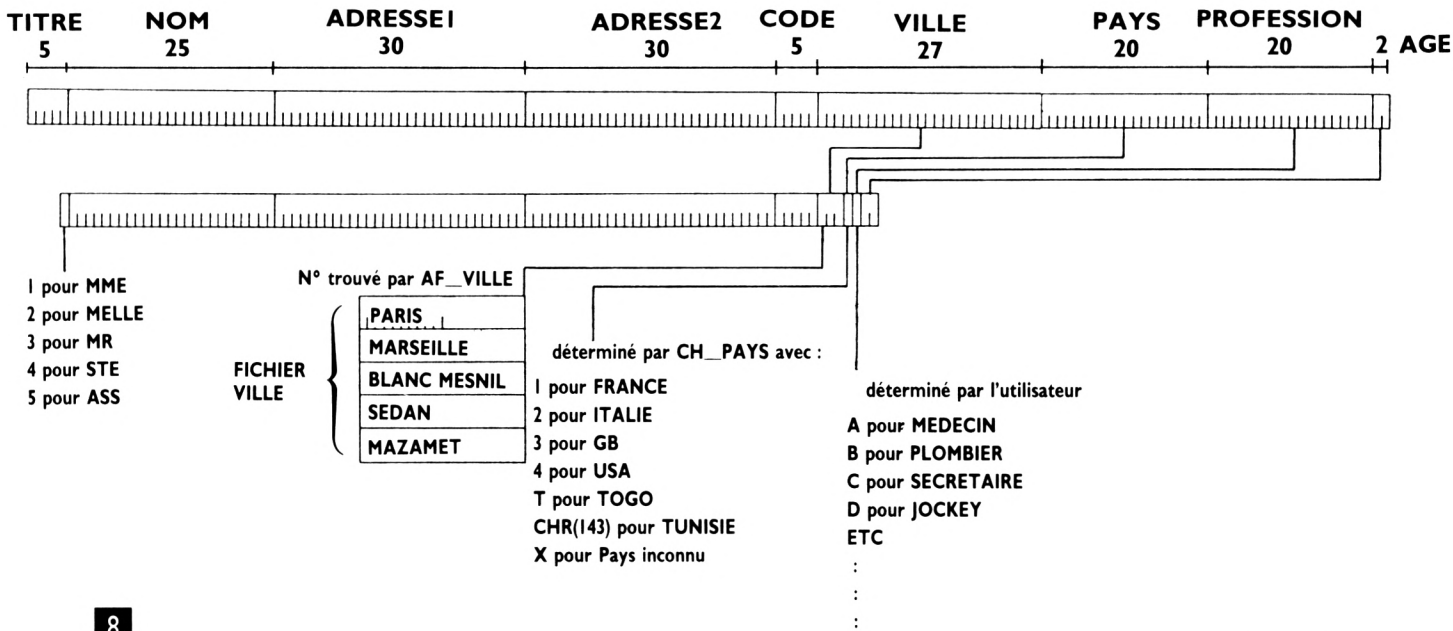 TITRE NOM ADRESSE1 ADRESSE2 CODE VILLE PAYS PROFESSION
5 25 30 30 5 27 20 20 2 AGE
1 pour MME
2 pour MELLE
3 pour MR
4 pour STE
5 pour ASS
N° trouvé par AF__VILLE
FICHIER
VILLE
PARIS
MARSEILLE
BLANC MESNIL
SEDAN
MAZAMET
déterminé par CH__PAYS avec :
1 pour FRANCE
2 pour ITALIE
3 pour GB
4 pour USA
T pour TOGO
CHR(143) pour TUNISIE
X pour Pays inconnu
déterminé par l'utilisateur
A pour MEDECIN
B pour PLOMBIER
C pour SECRETAIRE
D pour JOCKEY
ETC
:
:
:
8